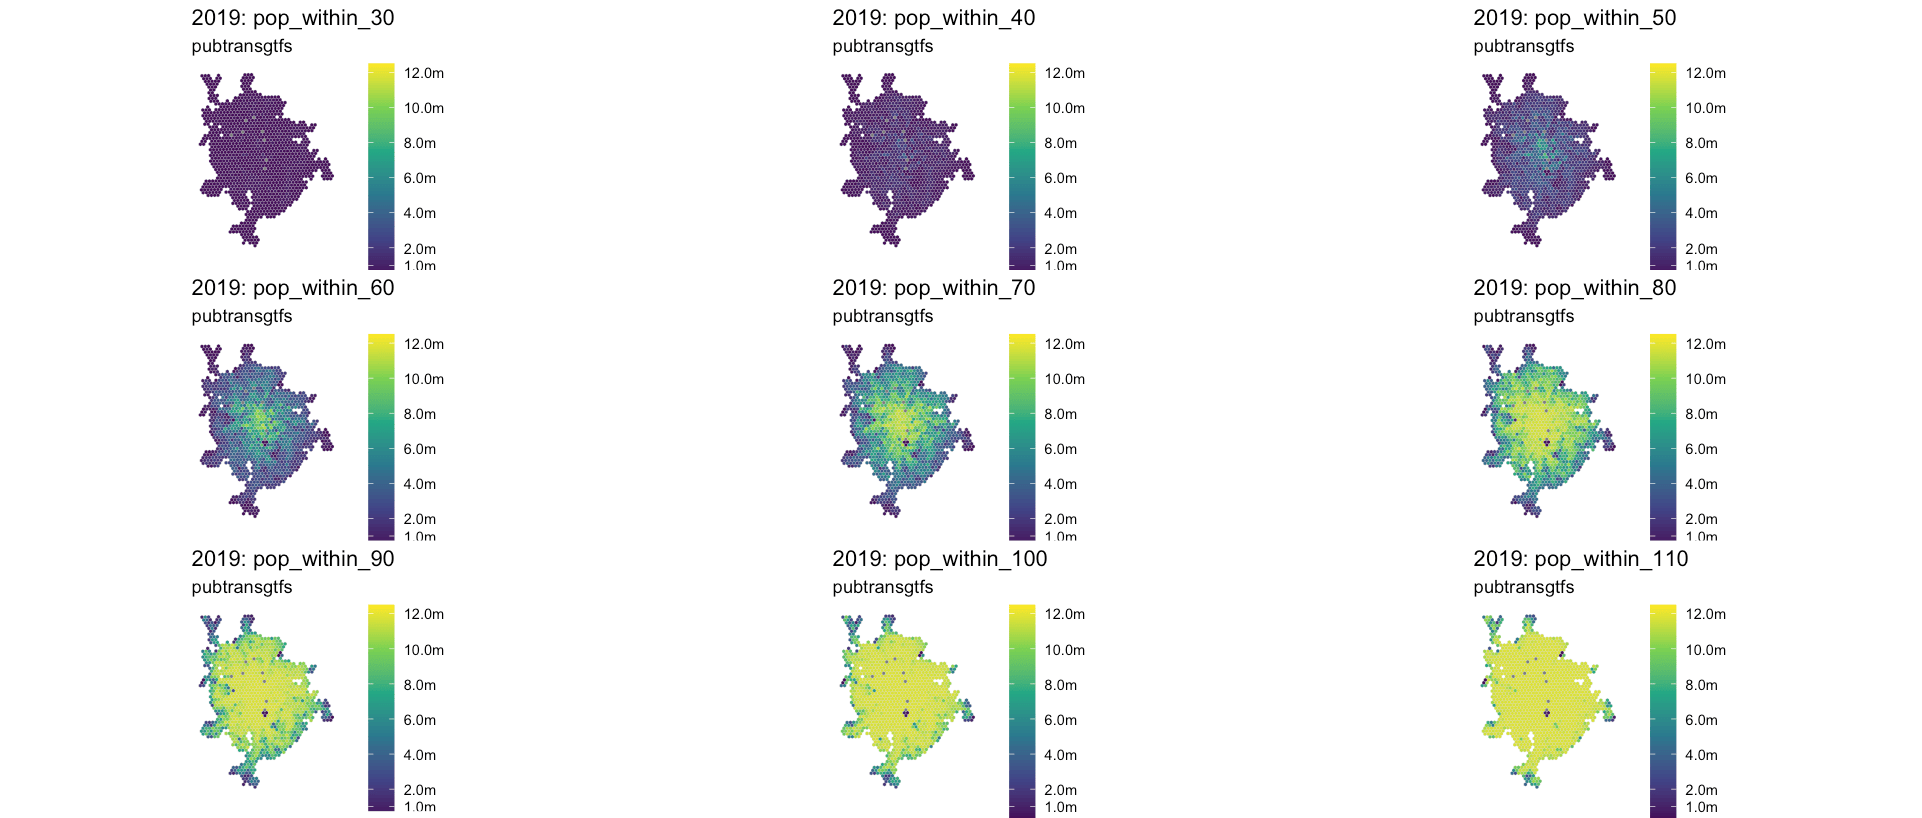 2019: pop_within_30
pubtransgtfs
12.0m
10.0m
8.0m
6.0m
4.0m
2.0m
1.0m
2019: pop_within_40
pubtransgtfs
12.0m
10.0m
8.0m
6.0m
4.0m
2.0m
1.0m
2019: pop_within_50
pubtransgtfs
12.0m
10.0m
8.0m
6.0m
4.0m
2.0m
1.0m
2019: pop_within_60
pubtransgtfs
12.0m
10.0m
8.0m
6.0m
4.0m
2.0m
1.0m
2019: pop_within_70
pubtransgtfs
12.0m
10.0m
8.0m
6.0m
4.0m
2.0m
1.0m
2019: pop_within_80
pubtransgtfs
12.0m
10.0m
8.0m
6.0m
4.0m
2.0m
1.0m
2019: pop_within_90
pubtransgtfs
12.0m
10.0m
8.0m
6.0m
4.0m
2.0m
1.0m
2019: pop_within_100
pubtransgtfs
12.0m
10.0m
8.0m
6.0m
4.0m
2.0m
1.0m
2019: pop_within_110
pubtransgtfs
12.0m
10.0m
8.0m
6.0m
4.0m
2.0m
1.0m